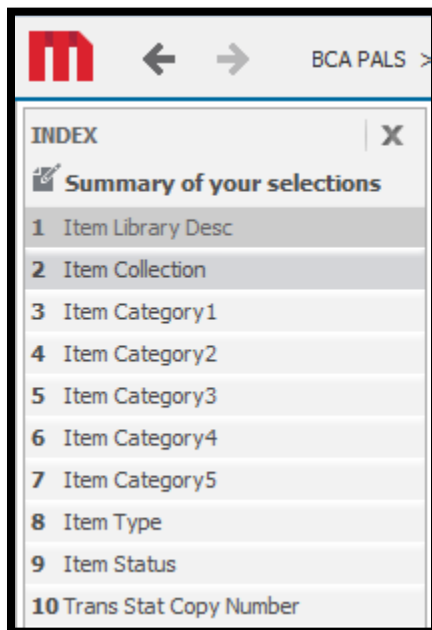 BCA PALS >
INDEX X
Summary of your selections
1 Item Library Desc
2 Item Collection
3 Item Category1
4 Item Category2
5 Item Category3
6 Item Category4
7 Item Category5
8 Item Type
9 Item Status
10 Trans Stat Copy Number